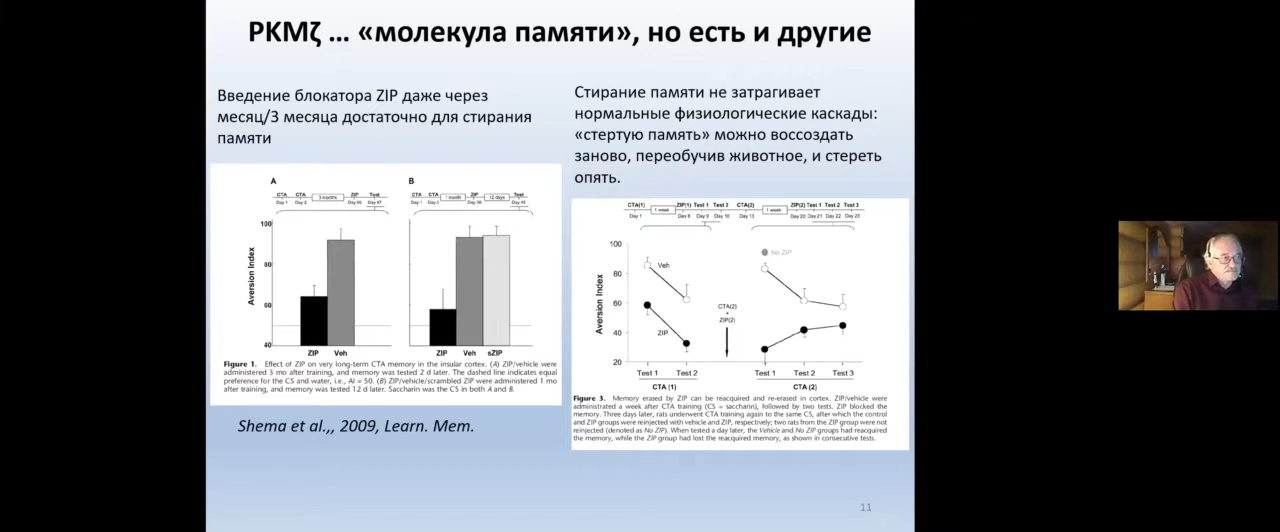 PKMζ ... «молекула памяти», но есть и другие
Введение блокатора ZIP даже через
месяц/3 месяца достаточно для стирания
памяти
A
CTA CTA 3 months ZIP Test
Day 1
B
CTA CTA 1 month ZIP 12 days Test
Day 1
Aversion Index
100
80
60
40
ZIP Veh
ZIP Veh sZIP
Figure 1. Effect of ZIP on very long-term CTA memory in the insular cortex. (A) ZIP/vehicle were
administered 3 mo after training, and memory was tested 2 d later. The dashed line indicates equal
preference for the CS and water, i.e., AI = 50. (B) ZIP/vehicle/scrambled ZIP were administered 1 mo
after training, and memory was tested 12 d later. Saccharin was the CS in both A and B.
Shema et al.,, 2009, Learn. Mem.
Стирание памяти не затрагивает
нормальные физиологические каскады:
«стертую память» можно воссоздать
заново, переобучив животное, и стереть
опять.
CTA(1) 1 week ZIP(1) Test 1 Test 2 CTA(2) 1 week ZIP(2) Test 1 Test 2 Test 3
Day 1 Day 8 Day 9 Day 10 Day 13 Day 20 Day 21 Day 22 Day 23
Aversion Index
100
80
60
40
20
Veh
ZIP
No ZIP
CTA(2)
+
ZIP(2)
Test 1 Test 2 Test 1 Test 2 Test 3
CTA (1) CTA (2)
Figure 3. Memory erased by ZIP can be reacquired and re-erased in cortex. ZIP/vehicle were
administrated a week after CTA training (CS = saccharin), followed by two tests. ZIP blocked the
memory. Three days later, rats underwent CTA training again to the same CS, after which the control
and ZIP groups were reinjected with vehicle and ZIP, respectively; two rats from the ZIP group were not
reinjected (denoted as No ZIP). When tested a day later, the Vehicle and No ZIP groups had reacquired
the memory, while the ZIP group had lost the reacquired memory, as shown in consecutive tests.
11